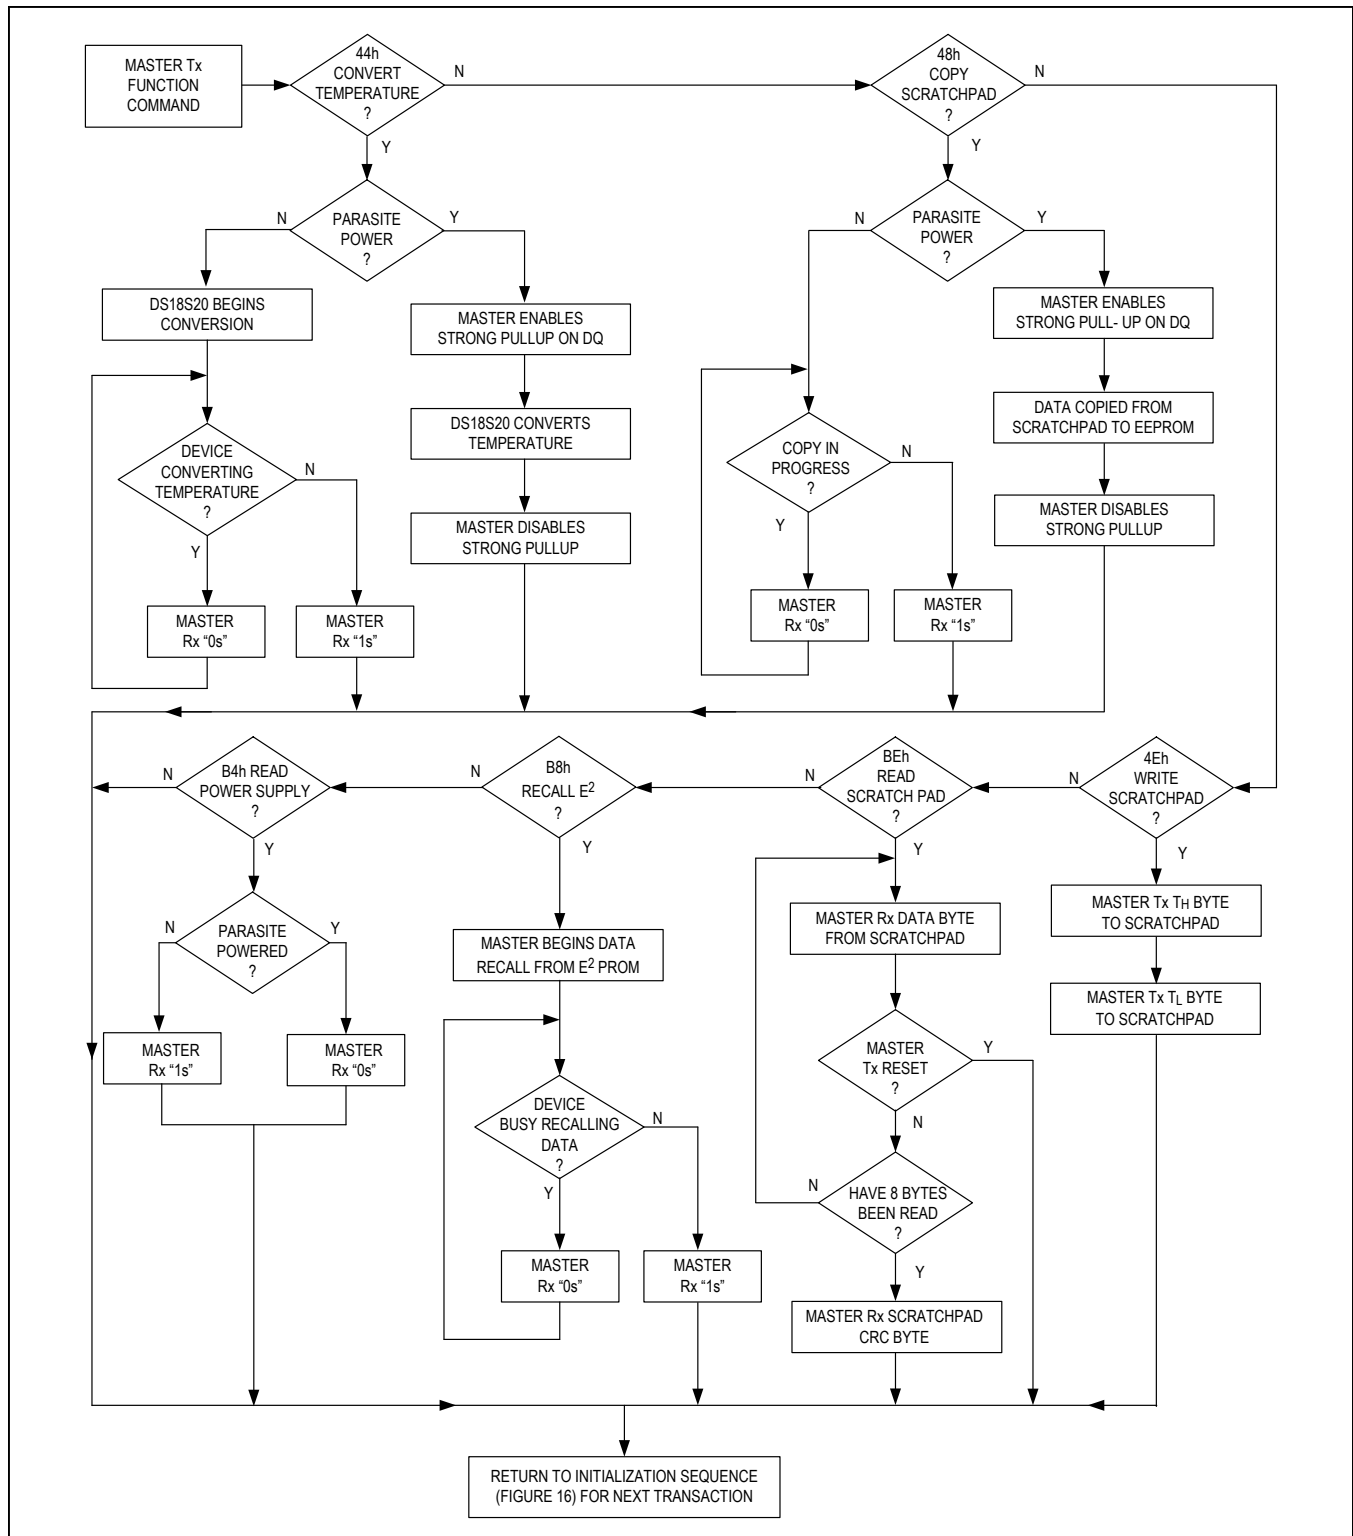 MASTER Tx
FUNCTION
COMMAND
44h
CONVERT
TEMPERATURE
?
N
Y
48h
COPY
SCRATCHPAD
?
N
Y
PARASITE
POWER
?
N
Y
DS18S20 BEGINS
CONVERSION
MASTER ENABLES
STRONG PULLUP ON DQ
DEVICE
CONVERTING
TEMPERATURE
?
N
Y
DS18S20 CONVERTS
TEMPERATURE
MASTER DISABLES
STRONG PULLUP
MASTER
Rx “0s”
MASTER
Rx “1s”
PARASITE
POWER
?
N
Y
MASTER ENABLES
STRONG PULL- UP ON DQ
COPY IN
PROGRESS
?
N
Y
DATA COPIED FROM
SCRATCHPAD TO EEPROM
MASTER DISABLES
STRONG PULLUP
MASTER
Rx “0s”
MASTER
Rx “1s”
B4h READ
POWER SUPPLY
?
N
Y
B8h
RECALL E2
?
N
Y
BEh
READ
SCRATCH PAD
?
N
Y
4Eh
WRITE
SCRATCHPAD
?
N
Y
PARASITE
POWERED
?
N
Y
MASTER
Rx “1s”
MASTER
Rx “0s”
MASTER BEGINS DATA
RECALL FROM E2 PROM
DEVICE
BUSY RECALLING
DATA
?
N
Y
MASTER
Rx “0s”
MASTER
Rx “1s”
MASTER Rx DATA BYTE
FROM SCRATCHPAD
MASTER
Tx RESET
?
Y
N
HAVE 8 BYTES
BEEN READ
?
N
Y
MASTER Rx SCRATCHPAD
CRC BYTE
MASTER Tx TH BYTE
TO SCRATCHPAD
MASTER Tx TL BYTE
TO SCRATCHPAD
RETURN TO INITIALIZATION SEQUENCE
(FIGURE 16) FOR NEXT TRANSACTION